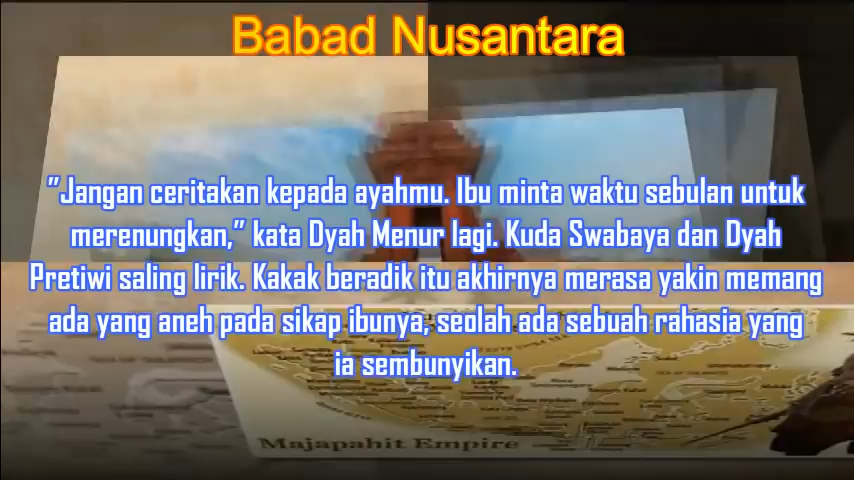 Babad Nusantara
"Jangan ceritakan kepada ayahmu. Ibu minta waktu sebulan untuk
merenungkan," kata Dyah Menur lagi. Kuda Swabaya dan Dyah
Pretiwi saling lirik. Kakak beradik itu akhirnya merasa yakin memang
ada yang aneh pada sikap ibunya, seolah ada sebuah rahasia yang
ia sembunyikan.
Majapahit Empire